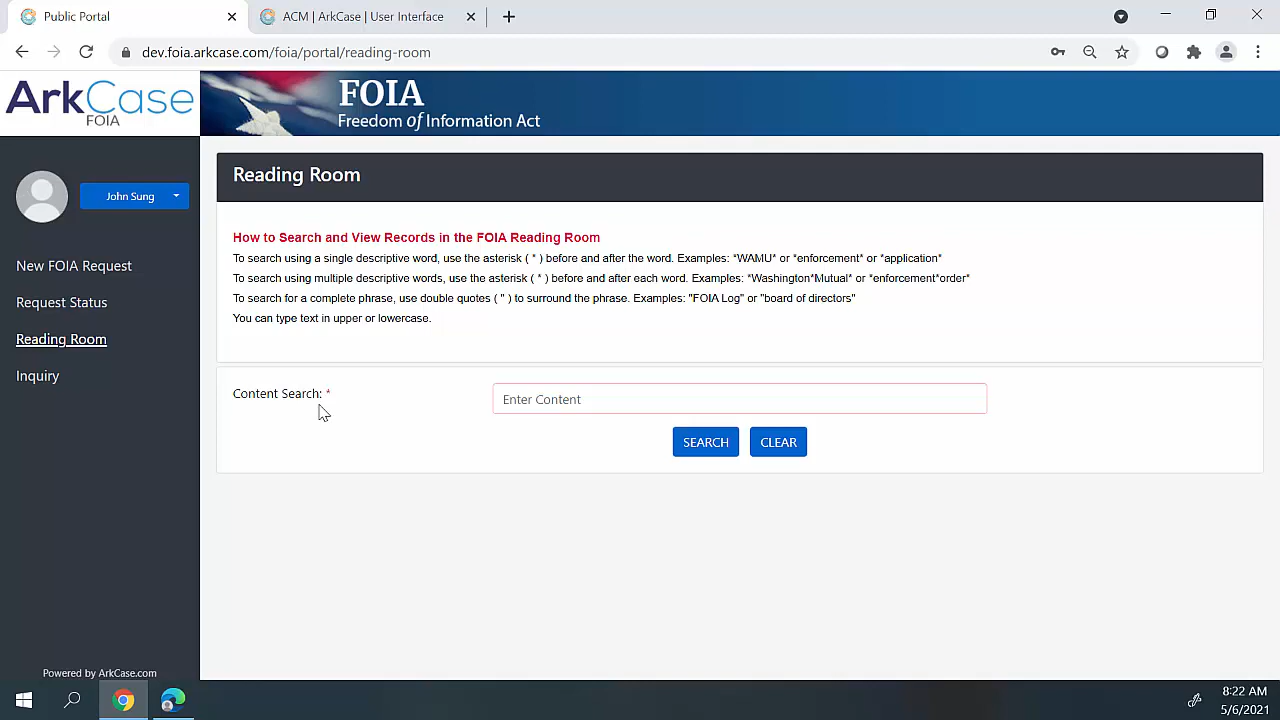 Public Portal
ACM | ArkCase | User Interface
dev.foia.arkcase.com/foia/portal/reading-room
ArkCase
FOIA
FOIA
Freedom of Information Act
John Sung
New FOIA Request
Request Status
Reading Room
Inquiry
Powered by ArkCase.com
Reading Room
How to Search and View Records in the FOIA Reading Room
To search using a single descriptive word, use the asterisk ( * ) before and after the word. Examples: *WAMU* or *enforcement* or *application*
To search using multiple descriptive words, use the asterisk ( * ) before and after each word. Examples: *Washington*Mutual* or *enforcement*order*
To search for a complete phrase, use double quotes ( " ) to surround the phrase. Examples: "FOIA Log" or "board of directors"
You can type text in upper or lowercase.
Content Search: *
Enter Content
SEARCH
CLEAR
8:22 AM
5/6/2021